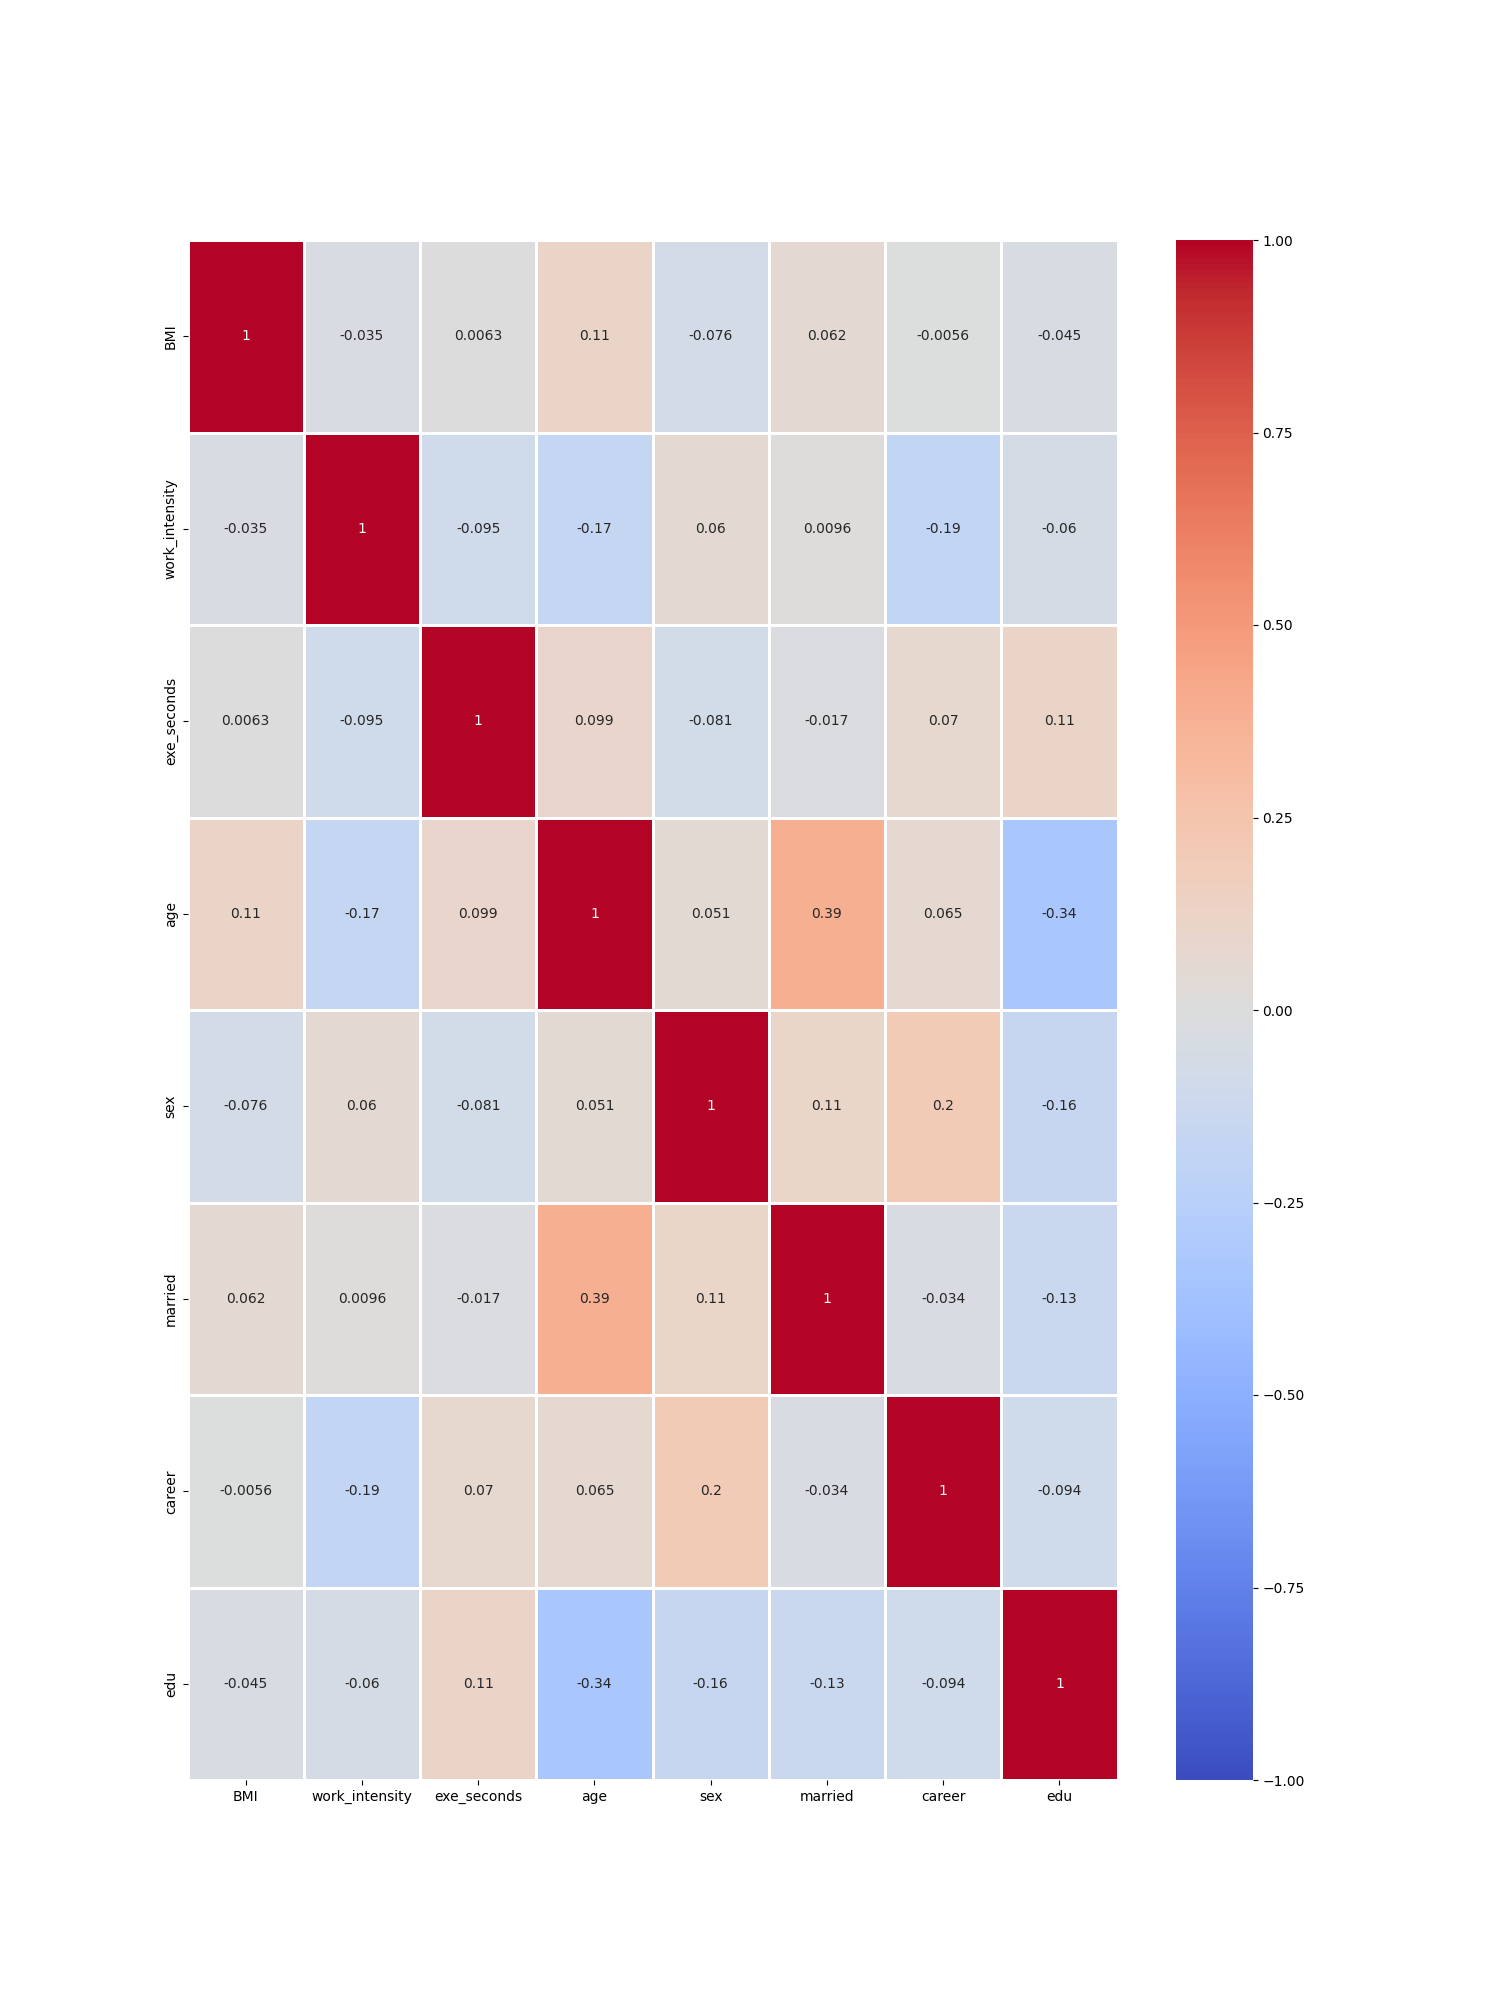 1.00
BMI 1 -0.035 0.0063 0.11 -0.076 0.062 -0.0056 -0.045
0.75
work_intensity -0.035 1 -0.095 -0.17 0.06 0.0096 -0.19 -0.06
0.50
exe_seconds 0.0063 -0.095 1 0.099 -0.081 -0.017 0.07 0.11
0.25
age 0.11 -0.17 0.099 1 0.051 0.39 0.065 -0.34
0.00
sex -0.076 0.06 -0.081 0.051 1 0.11 0.2 -0.16
−0.25
married 0.062 0.0096 -0.017 0.39 0.11 1 -0.034 -0.13
−0.50
career -0.0056 -0.19 0.07 0.065 0.2 -0.034 1 -0.094
−0.75
edu -0.045 -0.06 0.11 -0.34 -0.16 -0.13 -0.094 1
−1.00
BMI work_intensity exe_seconds age sex married career edu